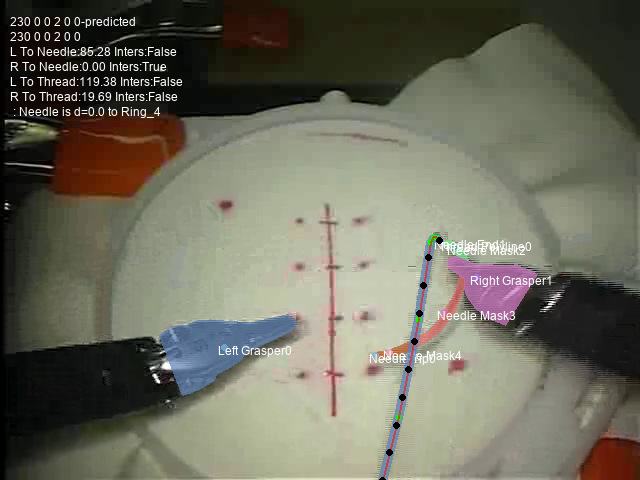 230 0 0 2 0 0-predicted
230 0 0 2 0 0
L To Needle:85.28 Inters:False
R To Needle:0.00 Inters:True
L To Thread:119.38 Inters:False
R To Thread:19.69 Inters:False
: Needle is d=0.0 to Ring_4
Needle Mask2
Right Grasper1
Needle Mask3
Left Grasper0